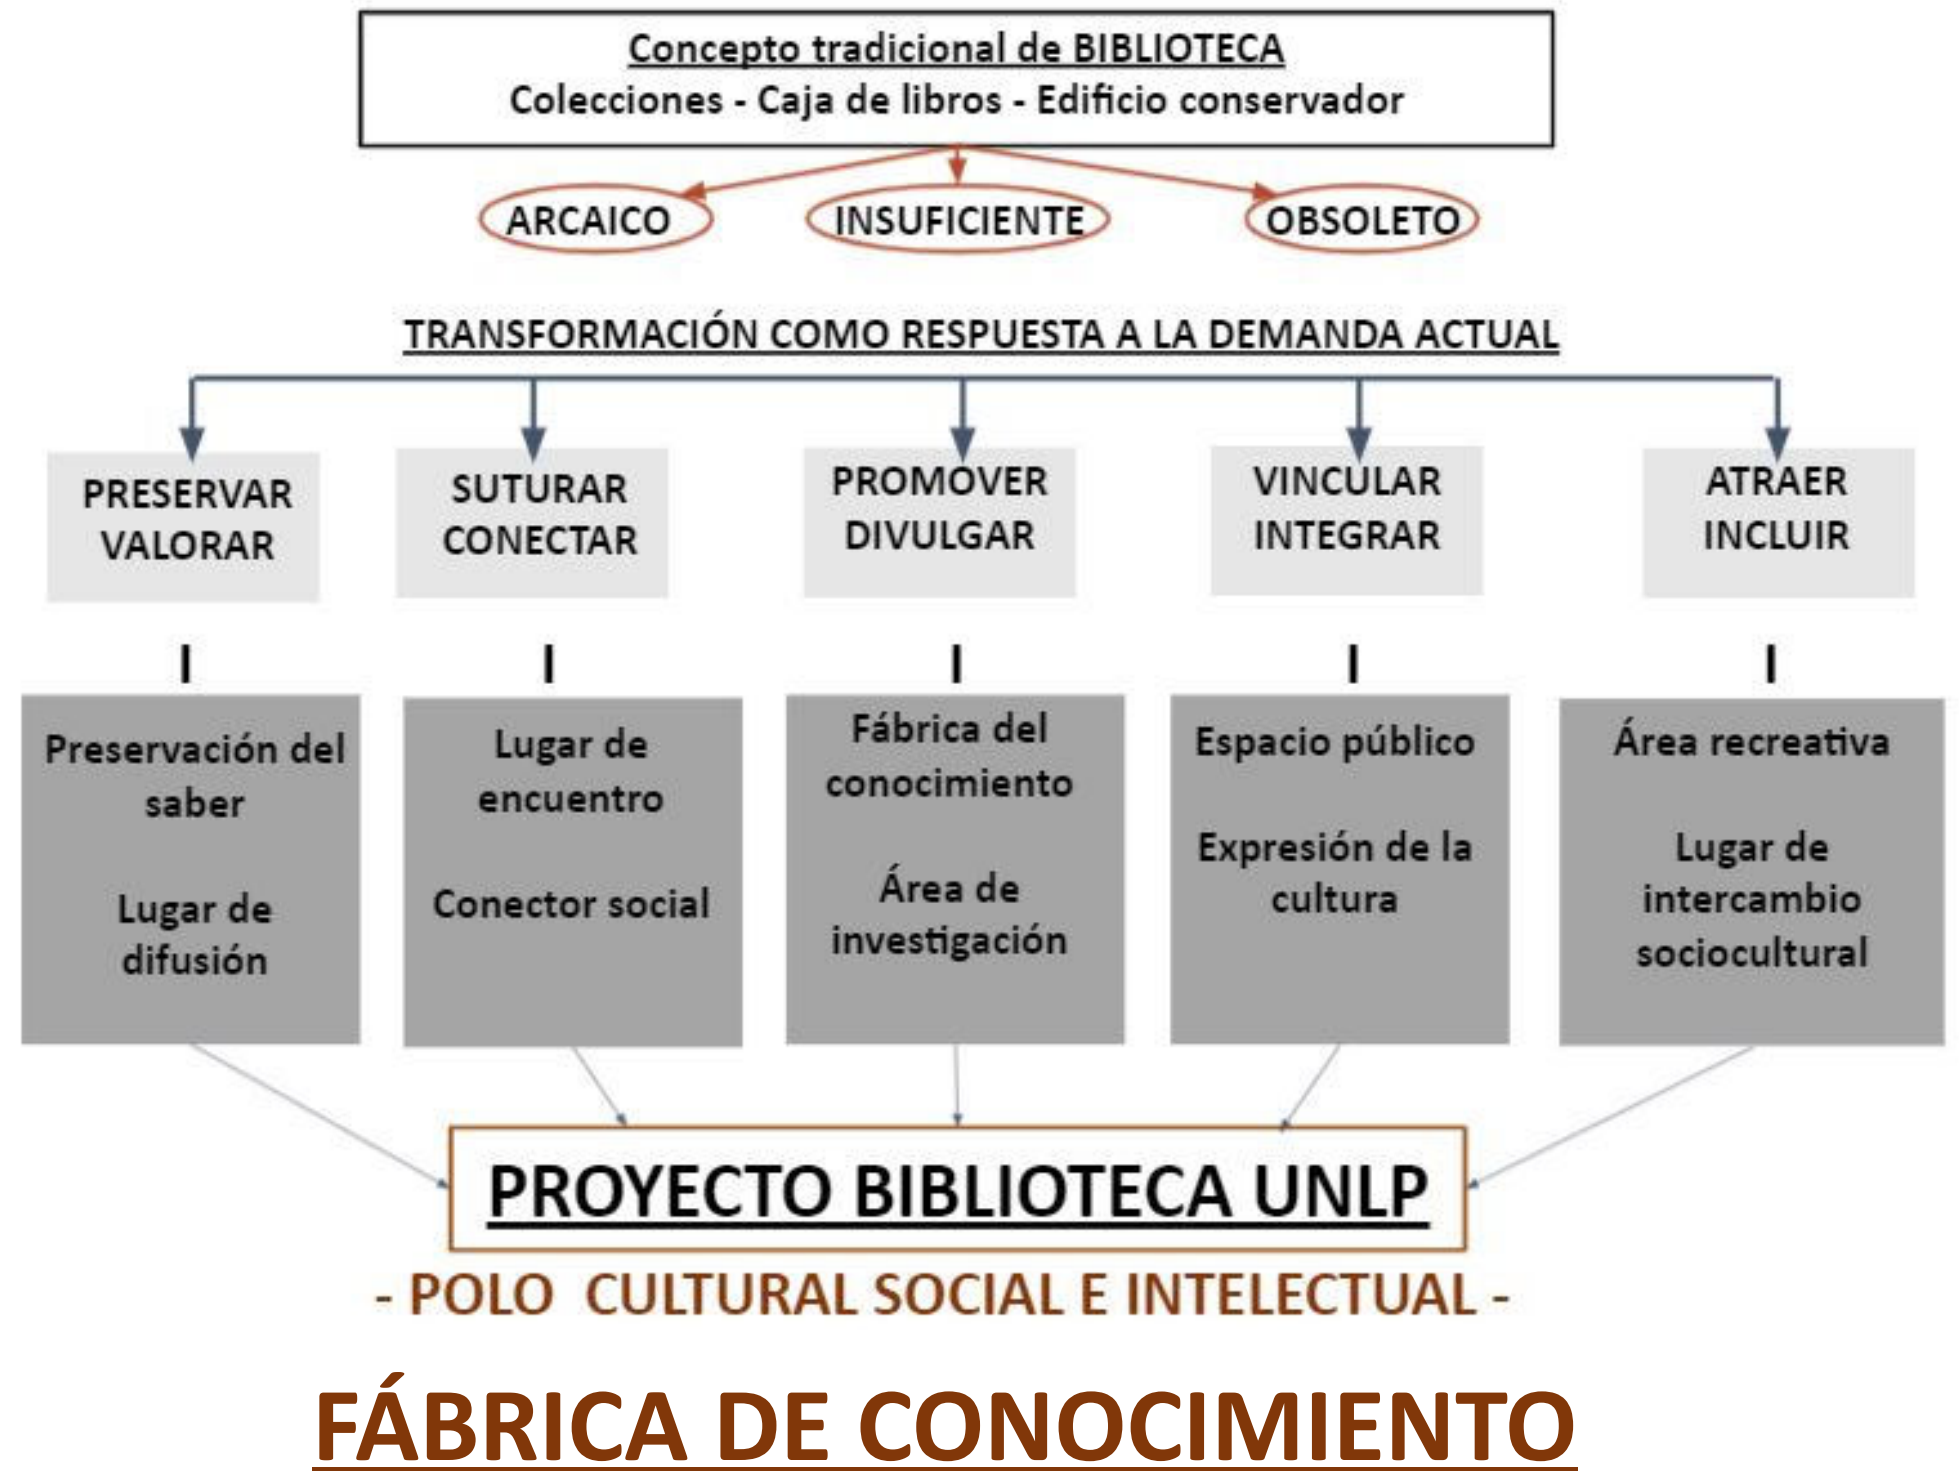 Concepto tradicional de BIBLIOTECA
Colecciones - Caja de libros - Edificio conservador
ARCAICO
INSUFICIENTE
OBSOLETO
TRANSFORMACIÓN COMO RESPUESTA A LA DEMANDA ACTUAL
PRESERVAR
VALORAR
SUTURAR
CONECTAR
PROMOVER
DIVULGAR
VINCULAR
INTEGRAR
ATRAER
INCLUIR
Preservación del
saber
Lugar de
difusión
Lugar de
encuentro
Conector social
Fábrica del
conocimiento
Área de
investigación
Espacio público
Expresión de la
cultura
Área recreativa
Lugar de
intercambio
sociocultural
PROYECTO BIBLIOTECA UNLP
- POLO CULTURAL SOCIAL E INTELECTUAL -
FÁBRICA DE CONOCIMIENTO